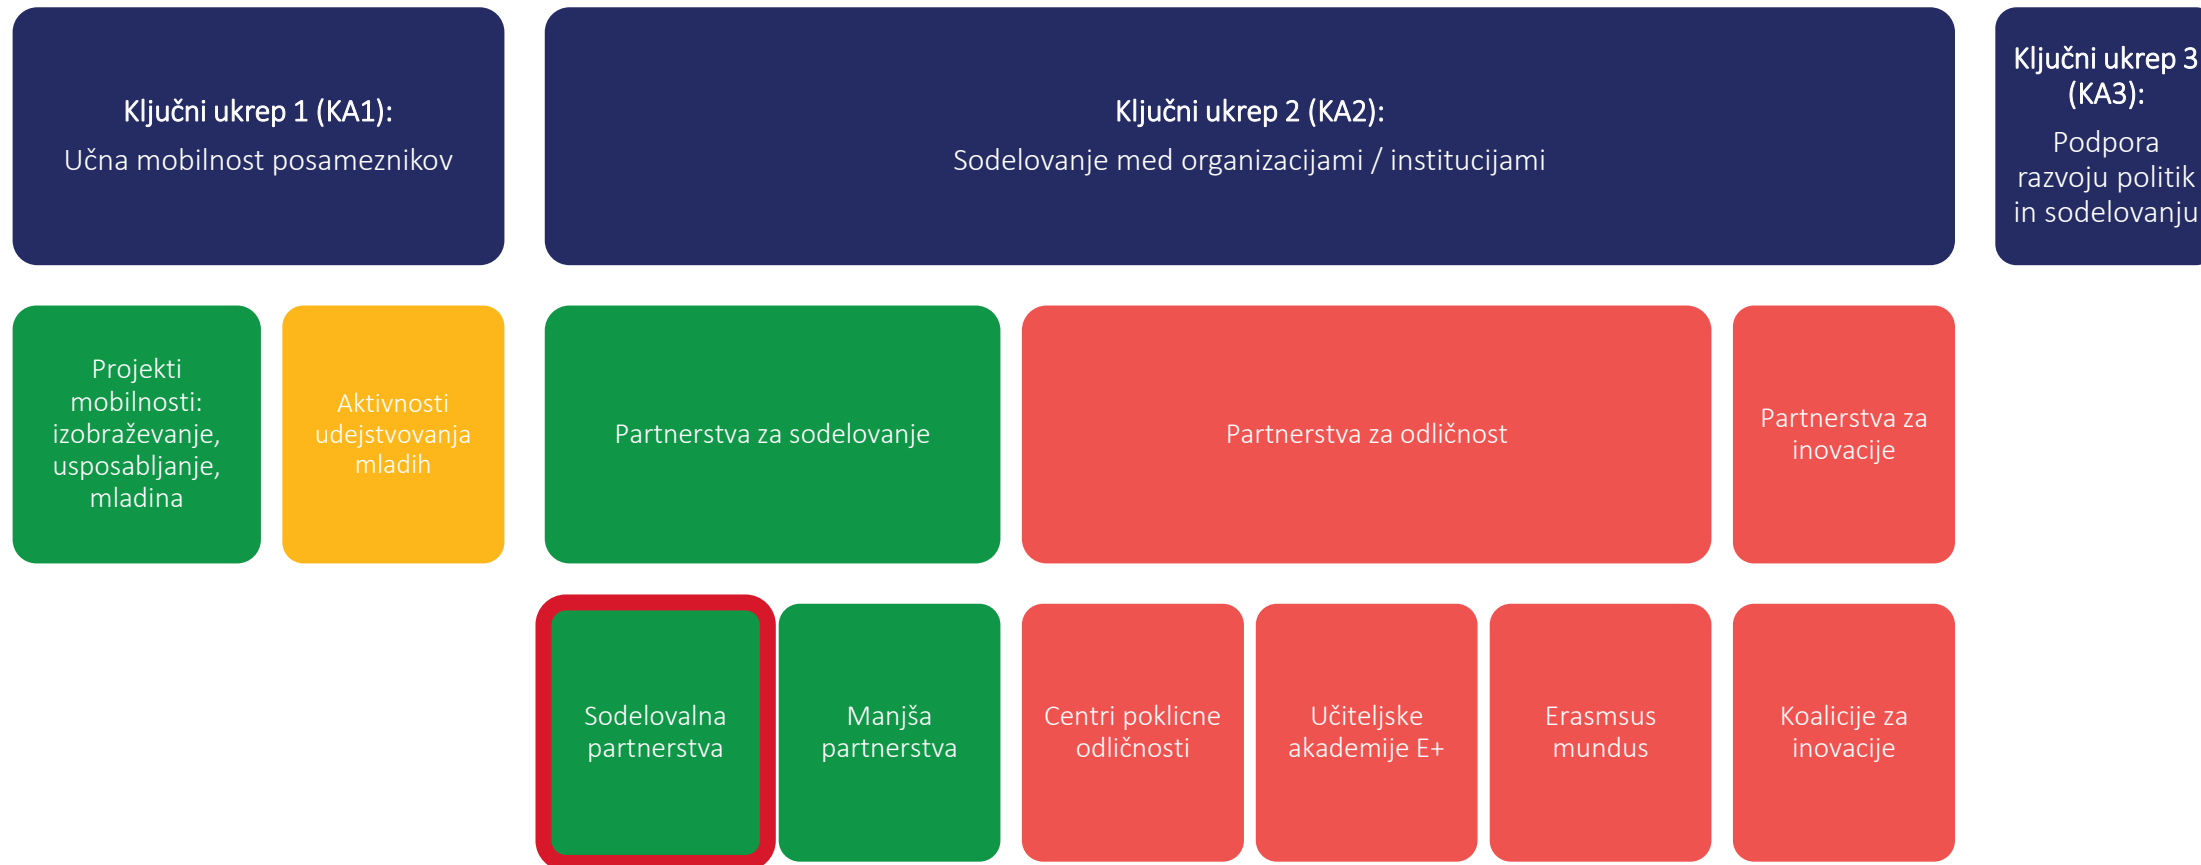 Ključni ukrep 1 (KA1):
Učna mobilnost posameznikov
Ključni ukrep 2 (KA2):
Sodelovanje med organizacijami / institucijami
Ključni ukrep 3
(KA3):
Podpora
razvoju politik
in sodelovanju
Projekti
mobilnosti:
izobraževanje,
usposabljanje,
mladina
Aktivnosti
udejstvovanja
mladih
Partnerstva za sodelovanje
Partnerstva za odličnost
Partnerstva za
inovacije
Sodelovalna
partnerstva
Manjša
partnerstva
Centri poklicne
odličnosti
Učiteljske
akademije E+
Erasmsus
mundus
Koalicije za
inovacije